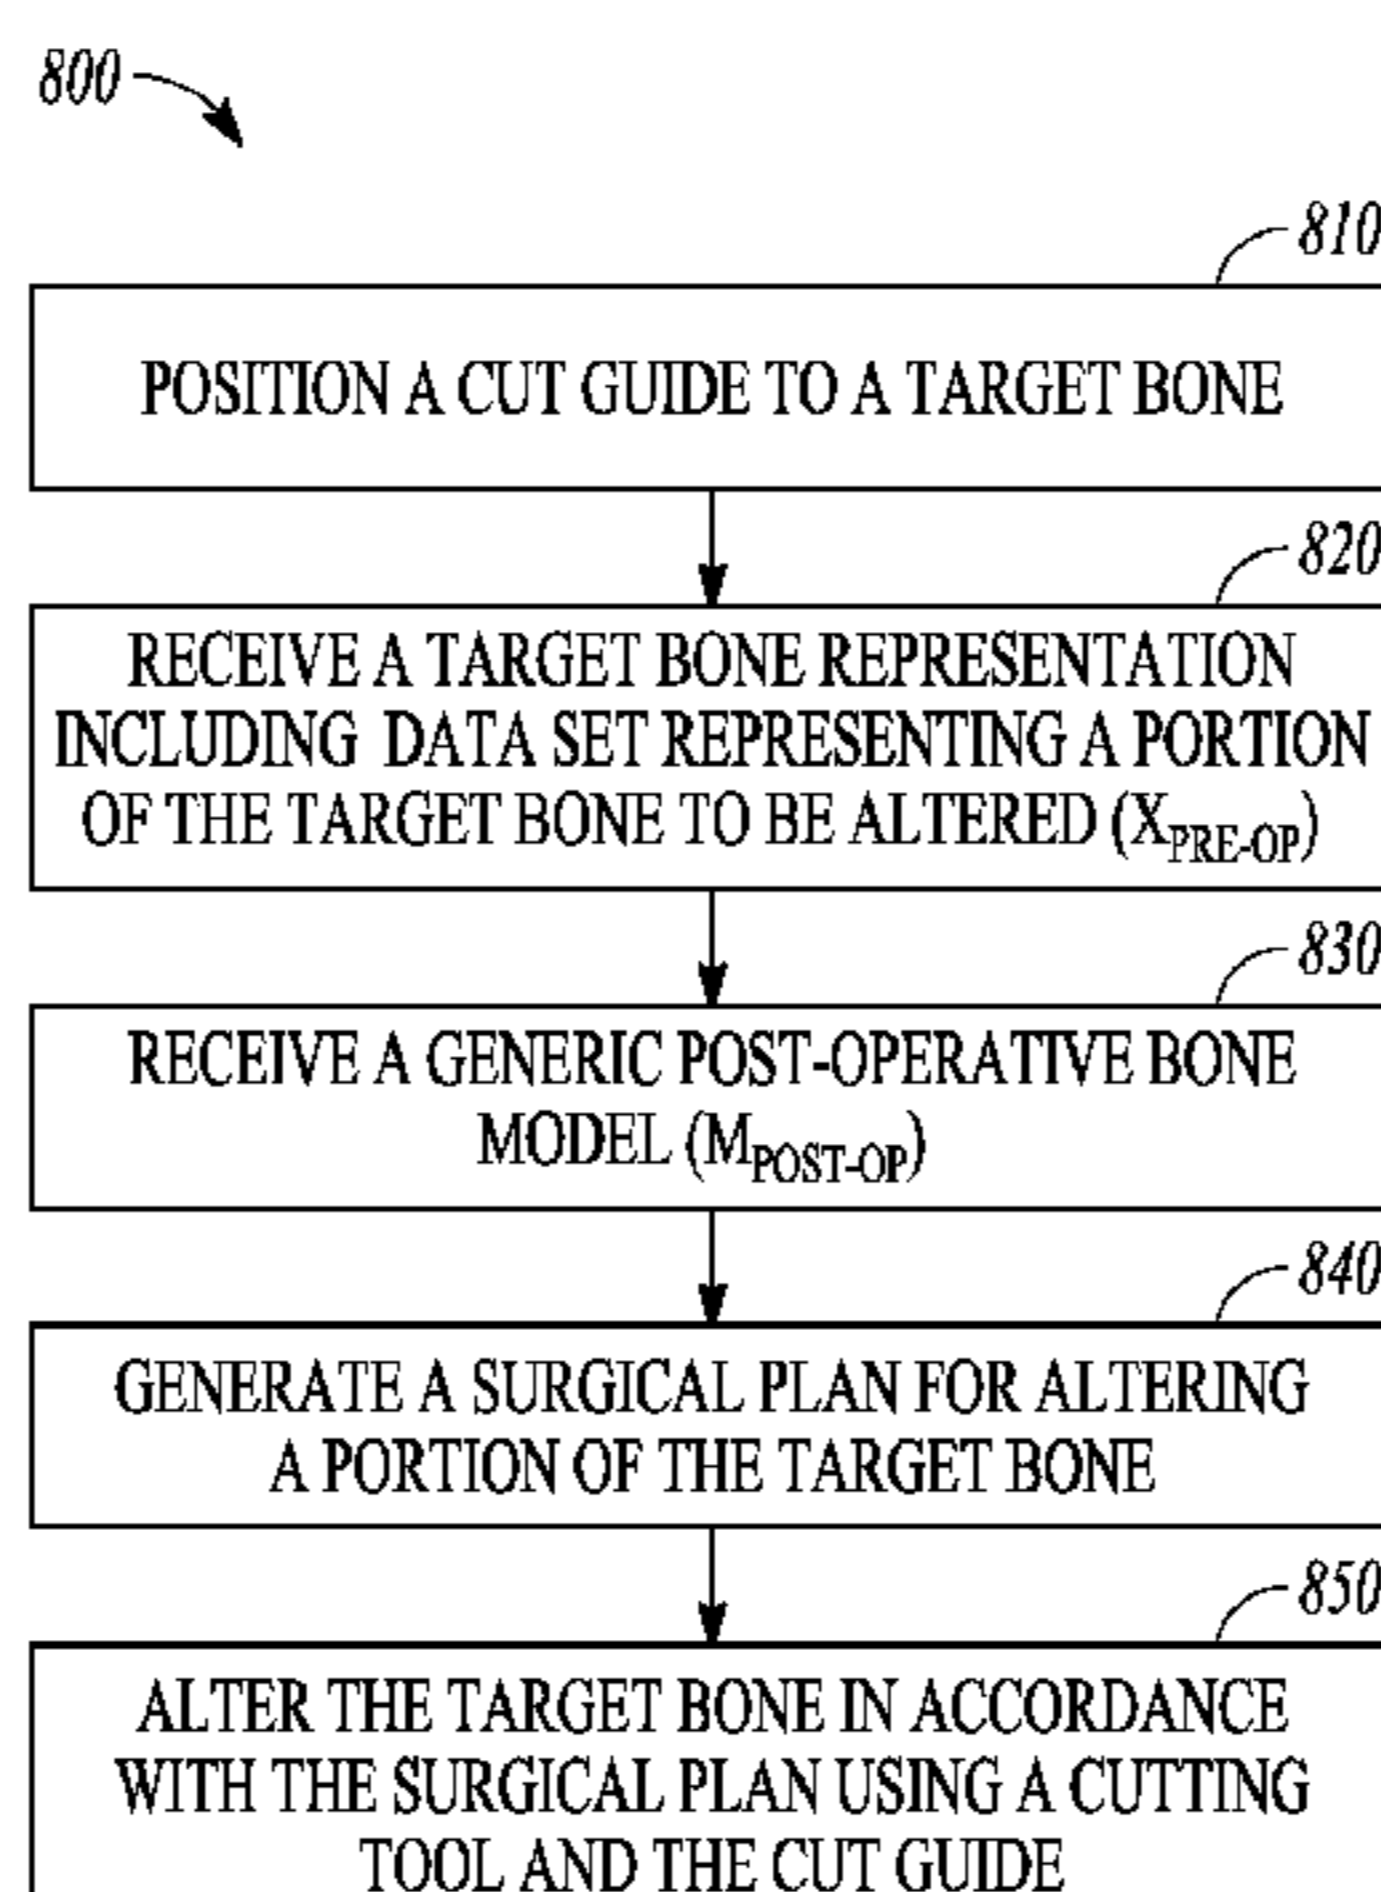 800
810
POSITION A CUT GUIDE TO A TARGET BONE
820
RECEIVE A TARGET BONE REPRESENTATION
INCLUDING DATA SET REPRESENTING A PORTION
OF THE TARGET BONE TO BE ALTERED (XPRE-OP)
830
RECEIVE A GENERIC POST-OPERATIVE BONE
MODEL (MPOST-OP)
840
GENERATE A SURGICAL PLAN FOR ALTERING
A PORTION OF THE TARGET BONE
850
ALTER THE TARGET BONE IN ACCORDANCE
WITH THE SURGICAL PLAN USING A CUTTING
TOOL AND THE CUT GUIDE